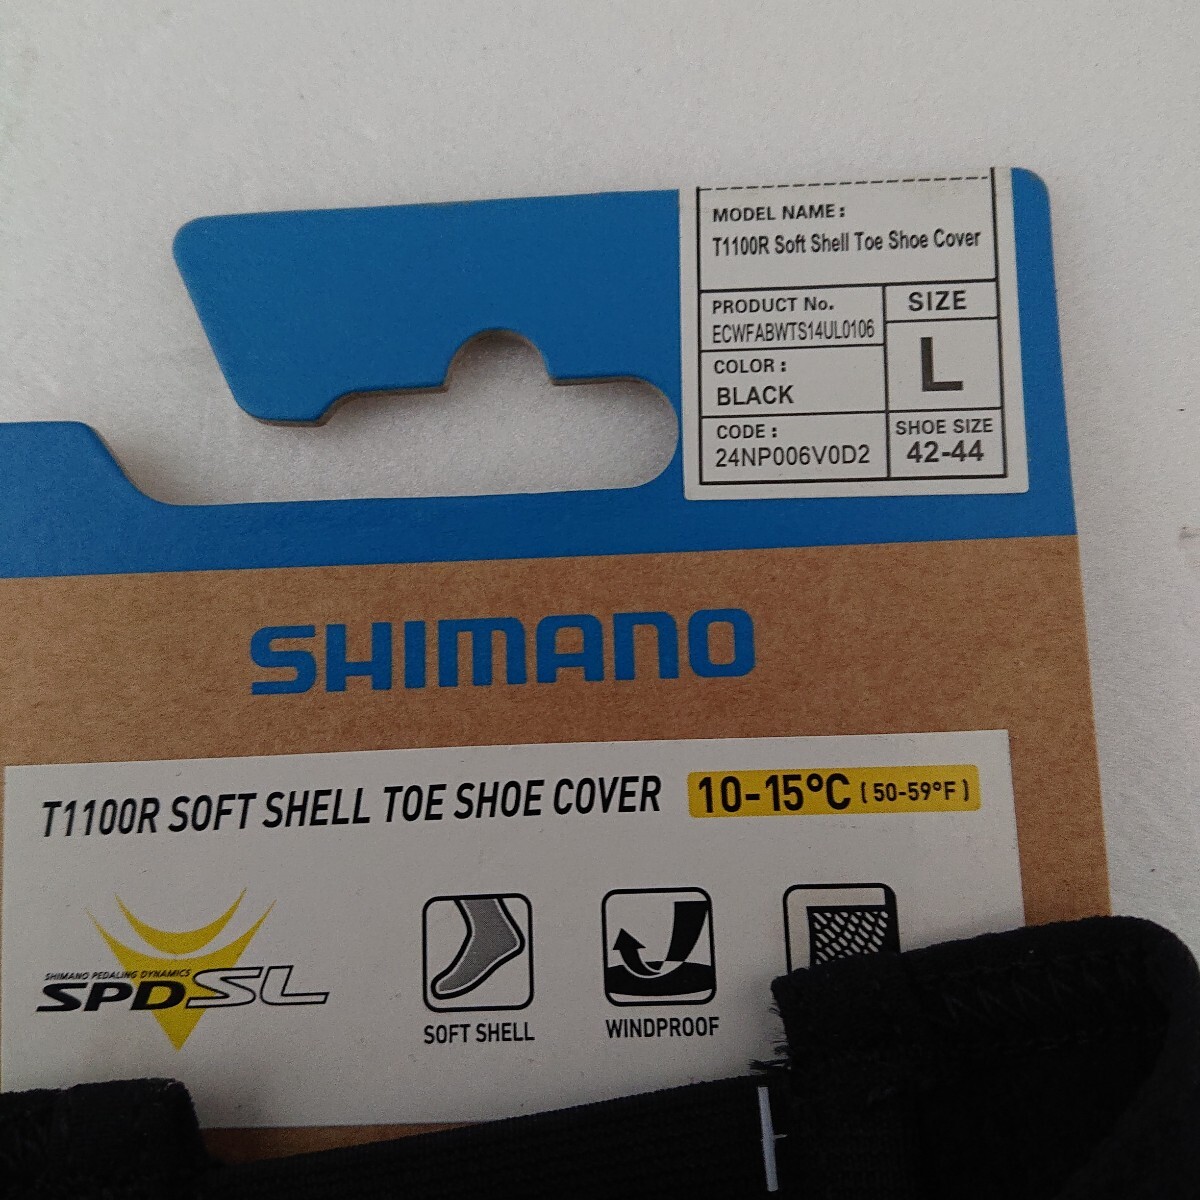 MODEL NAME :
T1100R Soft Shell Toe Shoe Cover
PRODUCT No.
ECWFABWTS14UL0106
SIZE
L
COLOR :
BLACK
CODE :
24NP006V0D2
SHOE SIZE
42-44
SHIMANO
T1100R SOFT SHELL TOE SHOE COVER 10-15°C (50-59°F)
SHIMANO PEDALING DYNAMICS
SPD-SL
SOFT SHELL
WINDPROOF